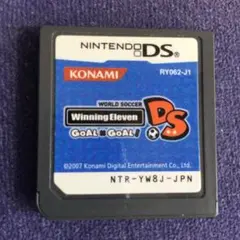 NINTENDO DS
KONAMI
RY062-J1
WORLD SOCCER
Winning Eleven
DS
GOAL×GOAL!
©2007 Konami Digital Entertainment Co., Ltd.
NTR-YW8J-JPN